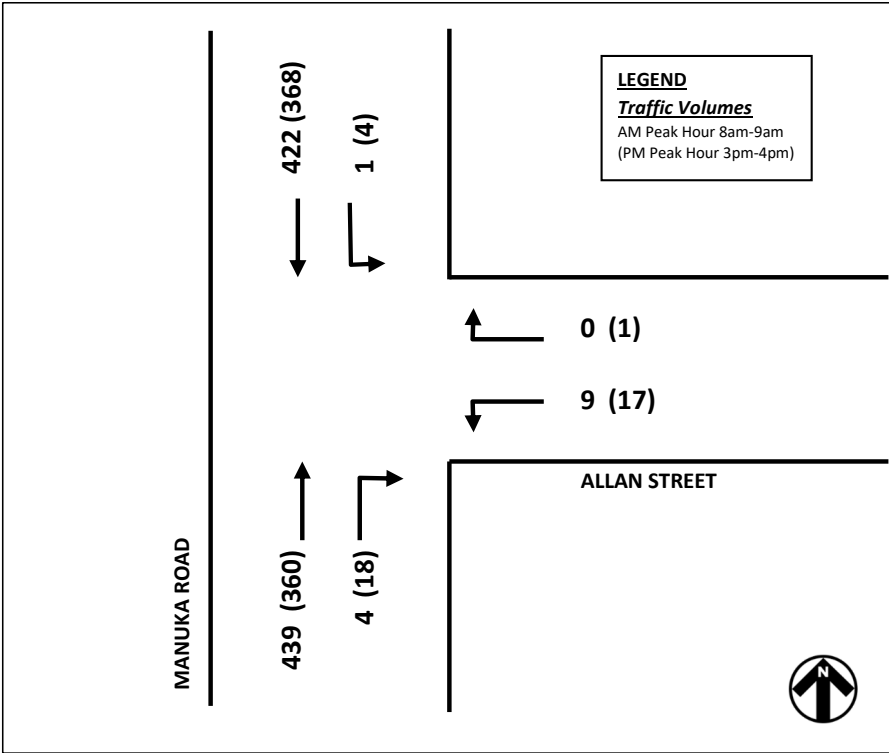 422 (368)
1 (4)
LEGEND
Traffic Volumes
AM Peak Hour 8am-9am
(PM Peak Hour 3pm-4pm)
0 (1)
9 (17)
ALLAN STREET
MANUKA ROAD
439 (360)
4 (18)
N